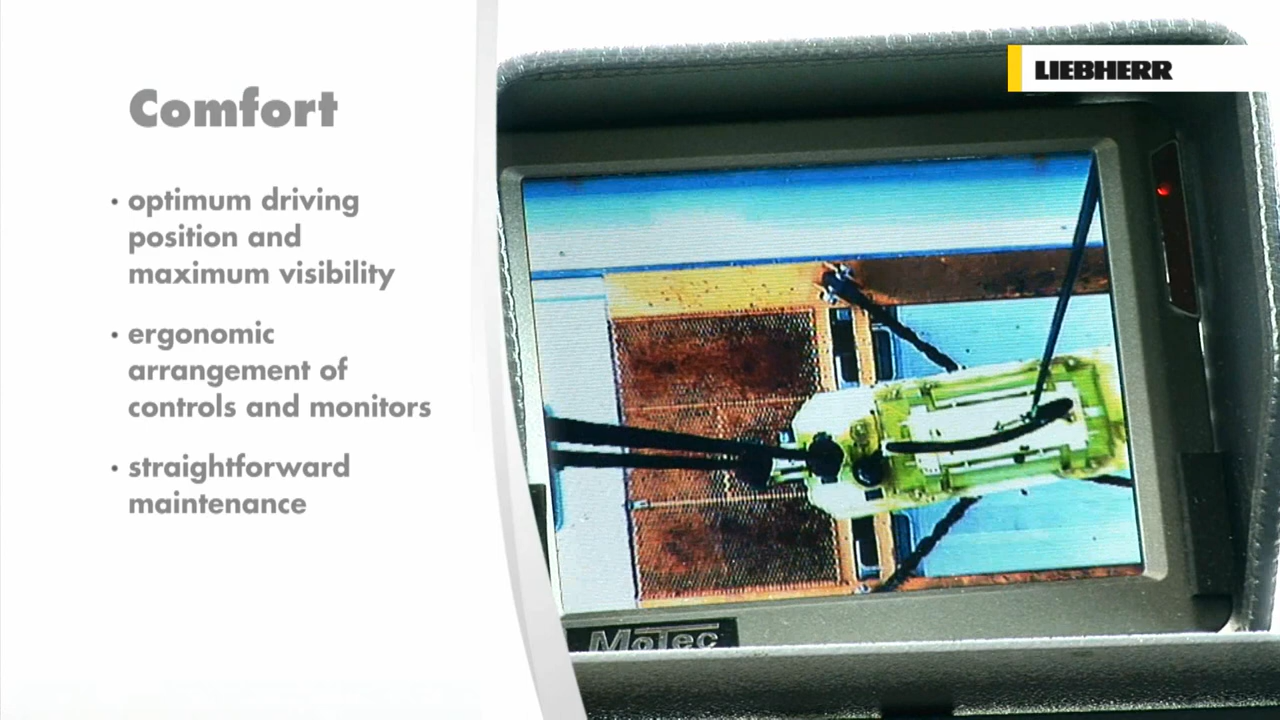 Comfort
· optimum driving
position and
maximum visibility
· ergonomic
arrangement of
controls and monitors
· straightforward
maintenance
LIEBHERR
MoTec